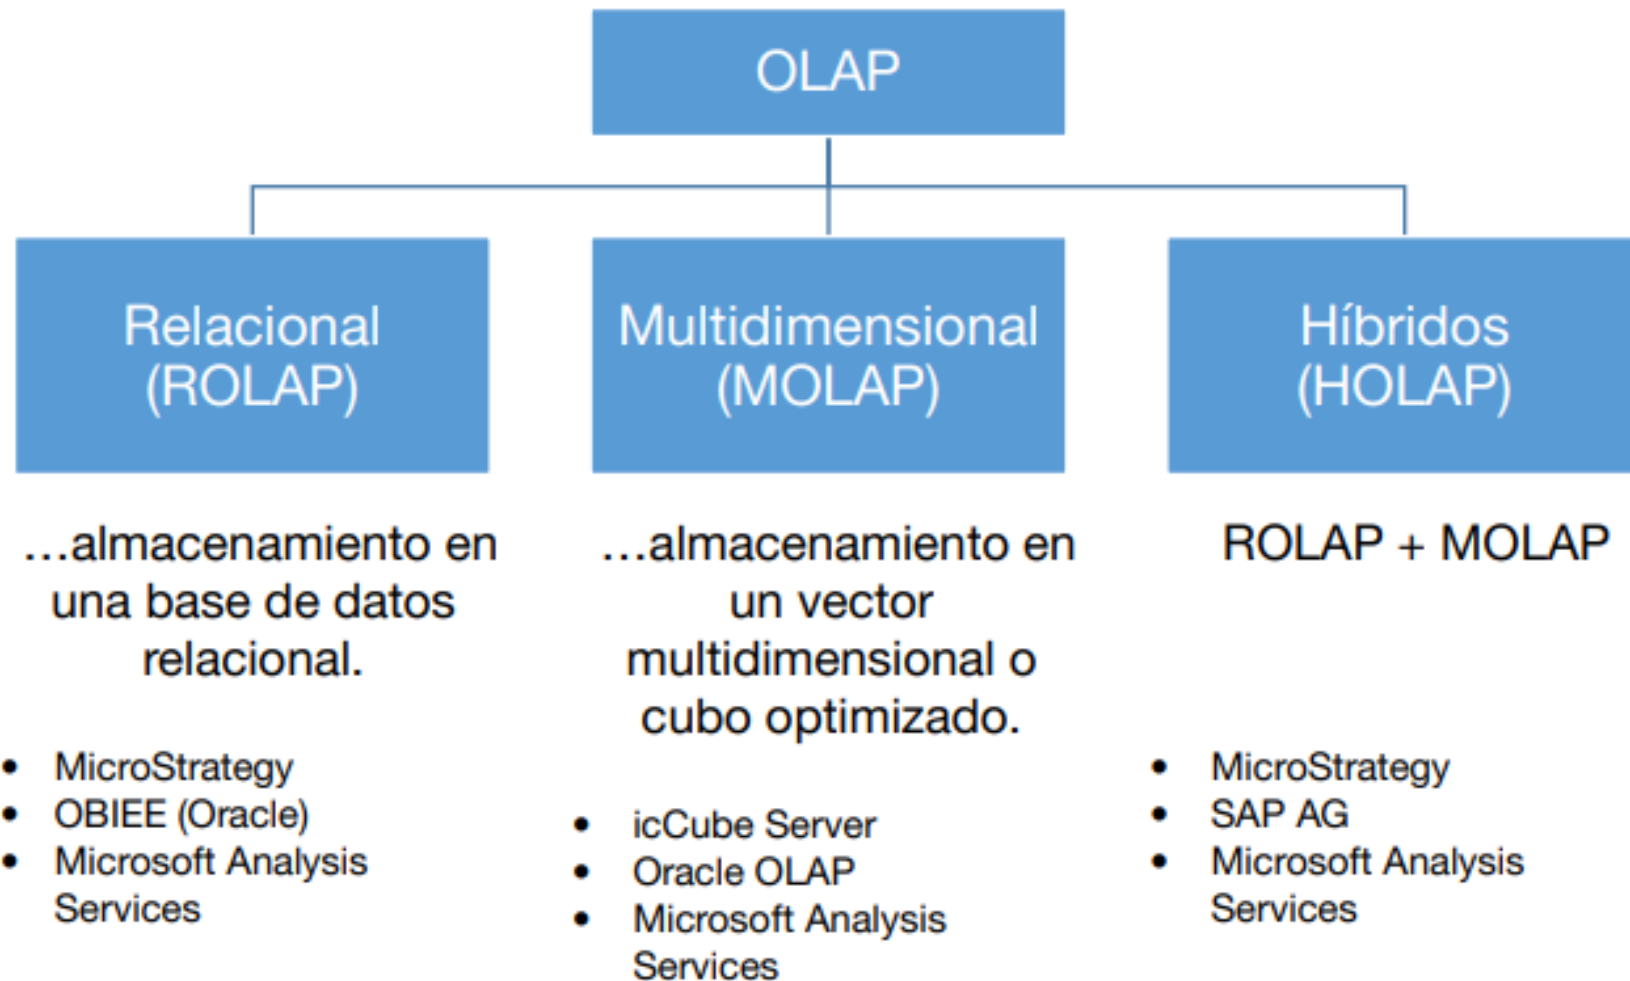 OLAP
Relacional
(ROLAP)
…almacenamiento en
una base de datos
relacional.
• MicroStrategy
• OBIEE (Oracle)
• Microsoft Analysis
Services
Multidimensional
(MOLAP)
…almacenamiento en
un vector
multidimensional o
cubo optimizado.
• icCube Server
• Oracle OLAP
• Microsoft Analysis
Services
Híbridos
(HOLAP)
ROLAP + MOLAP
• MicroStrategy
• SAP AG
• Microsoft Analysis
Services